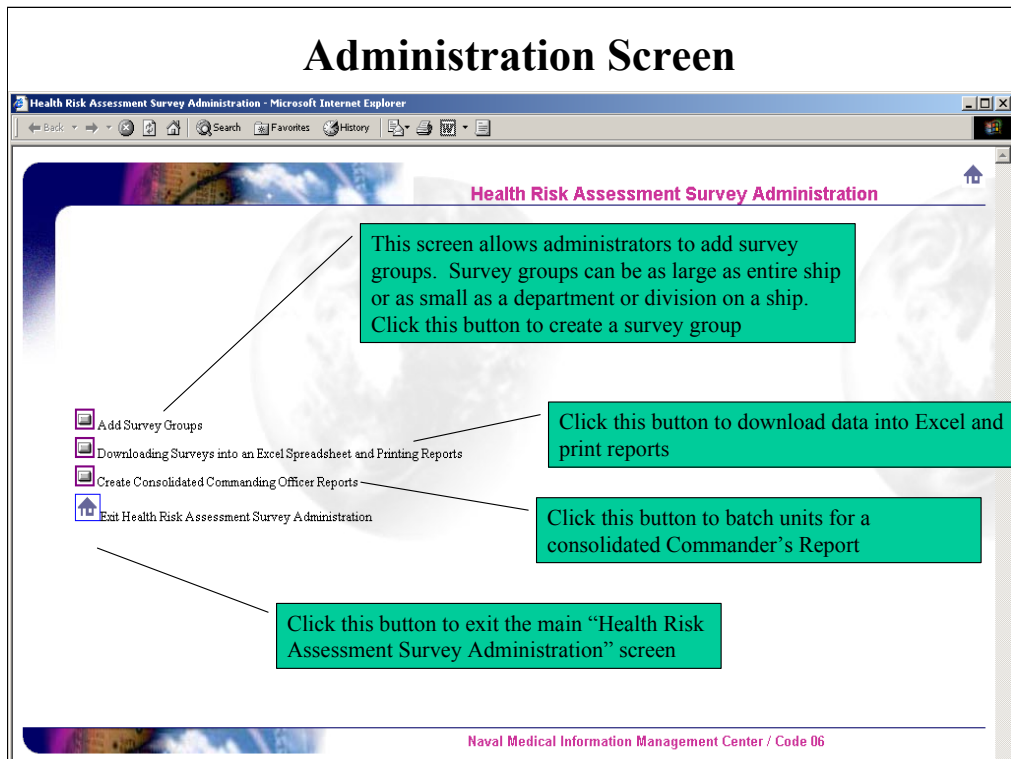 Administration Screen
Health Risk Assessment Survey Administration - Microsoft Internet Explorer
Back
Search
Favorites
History
Health Risk Assessment Survey Administration
This screen allows administrators to add survey
groups. Survey groups can be as large as entire ship
or as small as a department or division on a ship.
Click this button to create a survey group
Add Survey Groups
Click this button to download data into Excel and
print reports
Downloading Surveys into an Excel Spreadsheet and Printing Reports
Create Consolidated Commanding Officer Reports
Click this button to batch units for a
consolidated Commander’s Report
Exit Health Risk Assessment Survey Administration
Click this button to exit the main “Health Risk
Assessment Survey Administration” screen
Naval Medical Information Management Center / Code 06